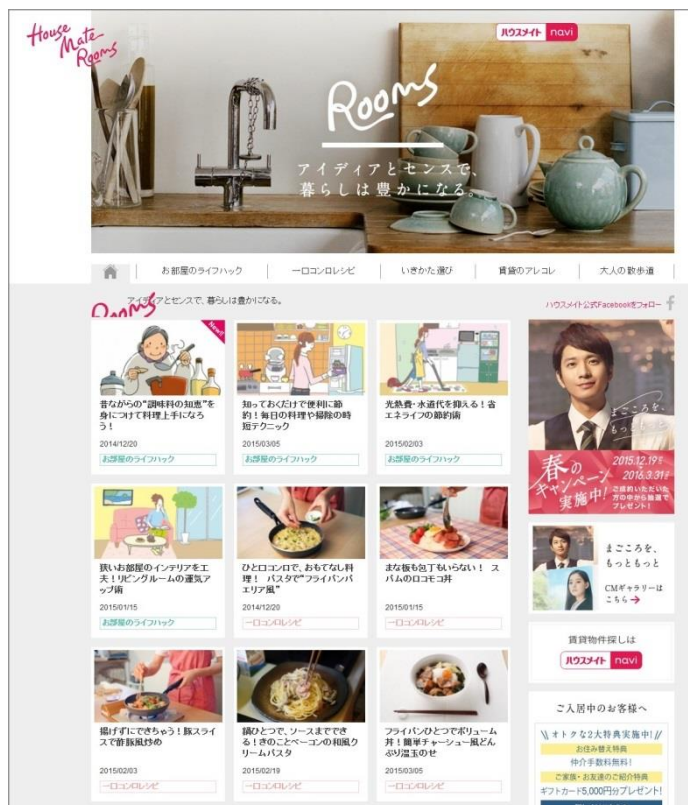 House
Mate
Rooms
ハウスメイト navi
Rooms
アイディアとセンスで、
暮らしは豊かになる。
お部屋のライフハック
一口コンロレシピ
いきかた選び
賃貸のアレコレ
大人の散歩道
Rooms
アイディアとセンスで、暮らしは豊かになる。
ハウスメイト公式Facebookをフォロー
New!!
昔ながらの“調味料の知恵”を
身につけて料理上手になろ
う!
2014/12/20
お部屋のライフハック
知っておくだけで便利に節
約!毎日の料理や掃除の時
短テクニック
2015/03/05
お部屋のライフハック
光熱費・水道代を抑える!省
エネライフの節約術
2015/02/03
お部屋のライフハック
狭いお部屋のインテリアを工
夫!リビングルームの運気ア
ップ術
2015/01/15
お部屋のライフハック
ひと口コンロで、おもてなし料
理! パスタで“フライパンパ
エリア風”
2014/12/20
一口コンロレシピ
まな板も包丁もいらない! ス
パムのロコモコ丼
2015/01/15
一口コンロレシピ
揚げずにできちゃう!豚スライ
スで酢豚風炒め
2015/02/03
一口コンロレシピ
鍋ひとつで、ソースまででき
る!きのことベーコンの和風ク
リームパスタ
2015/02/19
一口コンロレシピ
フライパンひとつでボリューム
丼!簡単チャーシュー風どん
ぶり温玉のせ
2015/03/05
一口コンロレシピ
まごころを、
もっともっと
春の
キャンペーン
実施中!
2015.12.19
2016.3.31
ご成約いただいた
方の中から抽選で
プレゼント!
まごころを、
もっともっと
CMギャラリーは
こちら→
賃貸物件探しは
ハウスメイト navi
ご入居中のお客様へ
\\ オトクな2大特典実施中! //
お住み替え特典
仲介手数料無料!
ご家族・お友達のご紹介特典
ギフトカード5,000円分プレゼント!